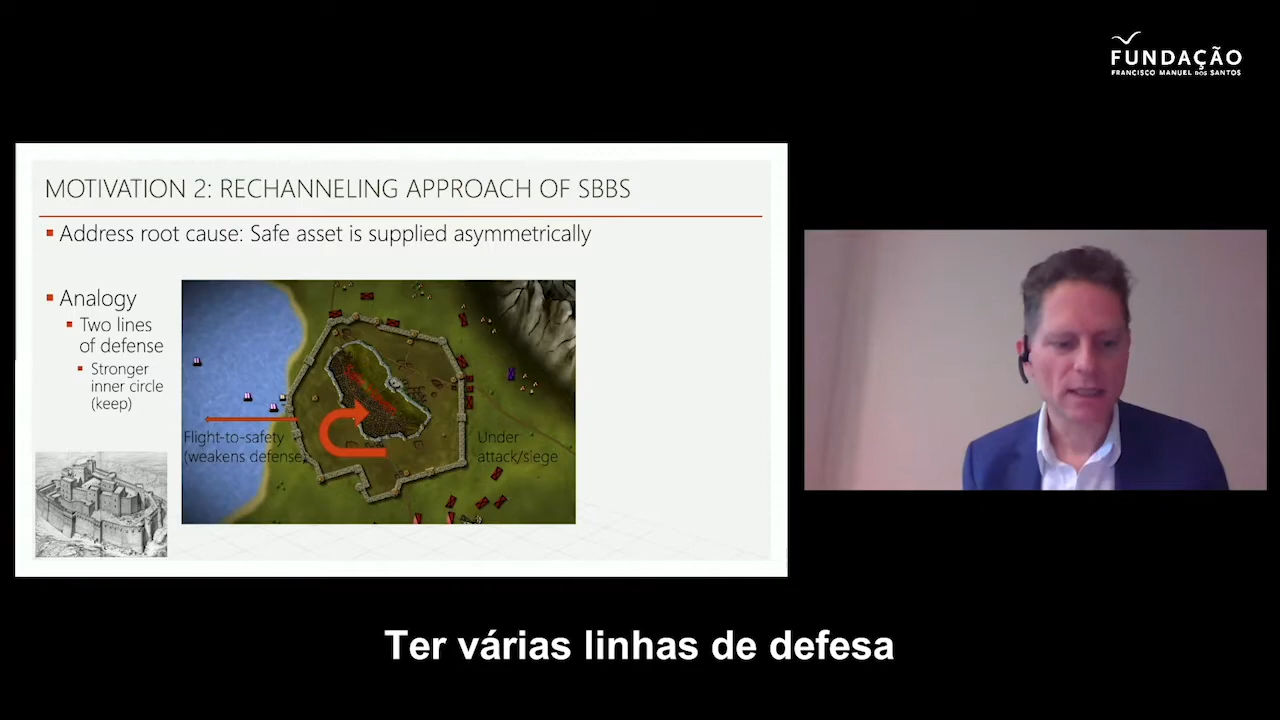 FUNDAÇÃO
FRANCISCO MANUEL DOS SANTOS
MOTIVATION 2: RECHANNELING APPROACH OF SBBS
Address root cause: Safe asset is supplied asymmetrically
Analogy
Two lines
of defense
Stronger
inner circle
(keep)
Flight-to-safety
(weakens defense)
Under
attack/siege
Ter várias linhas de defesa